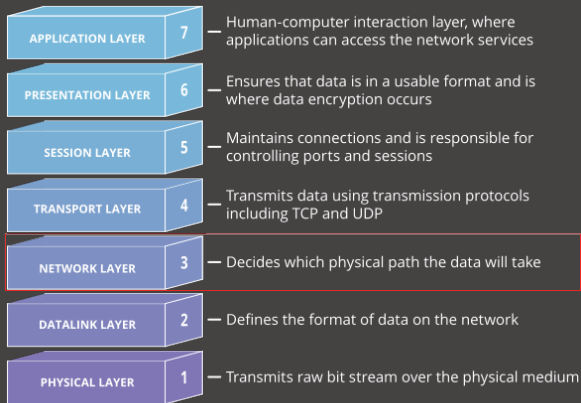 APPLICATION LAYER 7 — Human-computer interaction layer, where
applications can access the network services
PRESENTATION LAYER 6 — Ensures that data is in a usable format and is
where data encryption occurs
SESSION LAYER 5 — Maintains connections and is responsible for
controlling ports and sessions
TRANSPORT LAYER 4 — Transmits data using transmission protocols
including TCP and UDP
NETWORK LAYER 3 — Decides which physical path the data will take
DATALINK LAYER 2 — Defines the format of data on the network
PHYSICAL LAYER 1 — Transmits raw bit stream over the physical medium